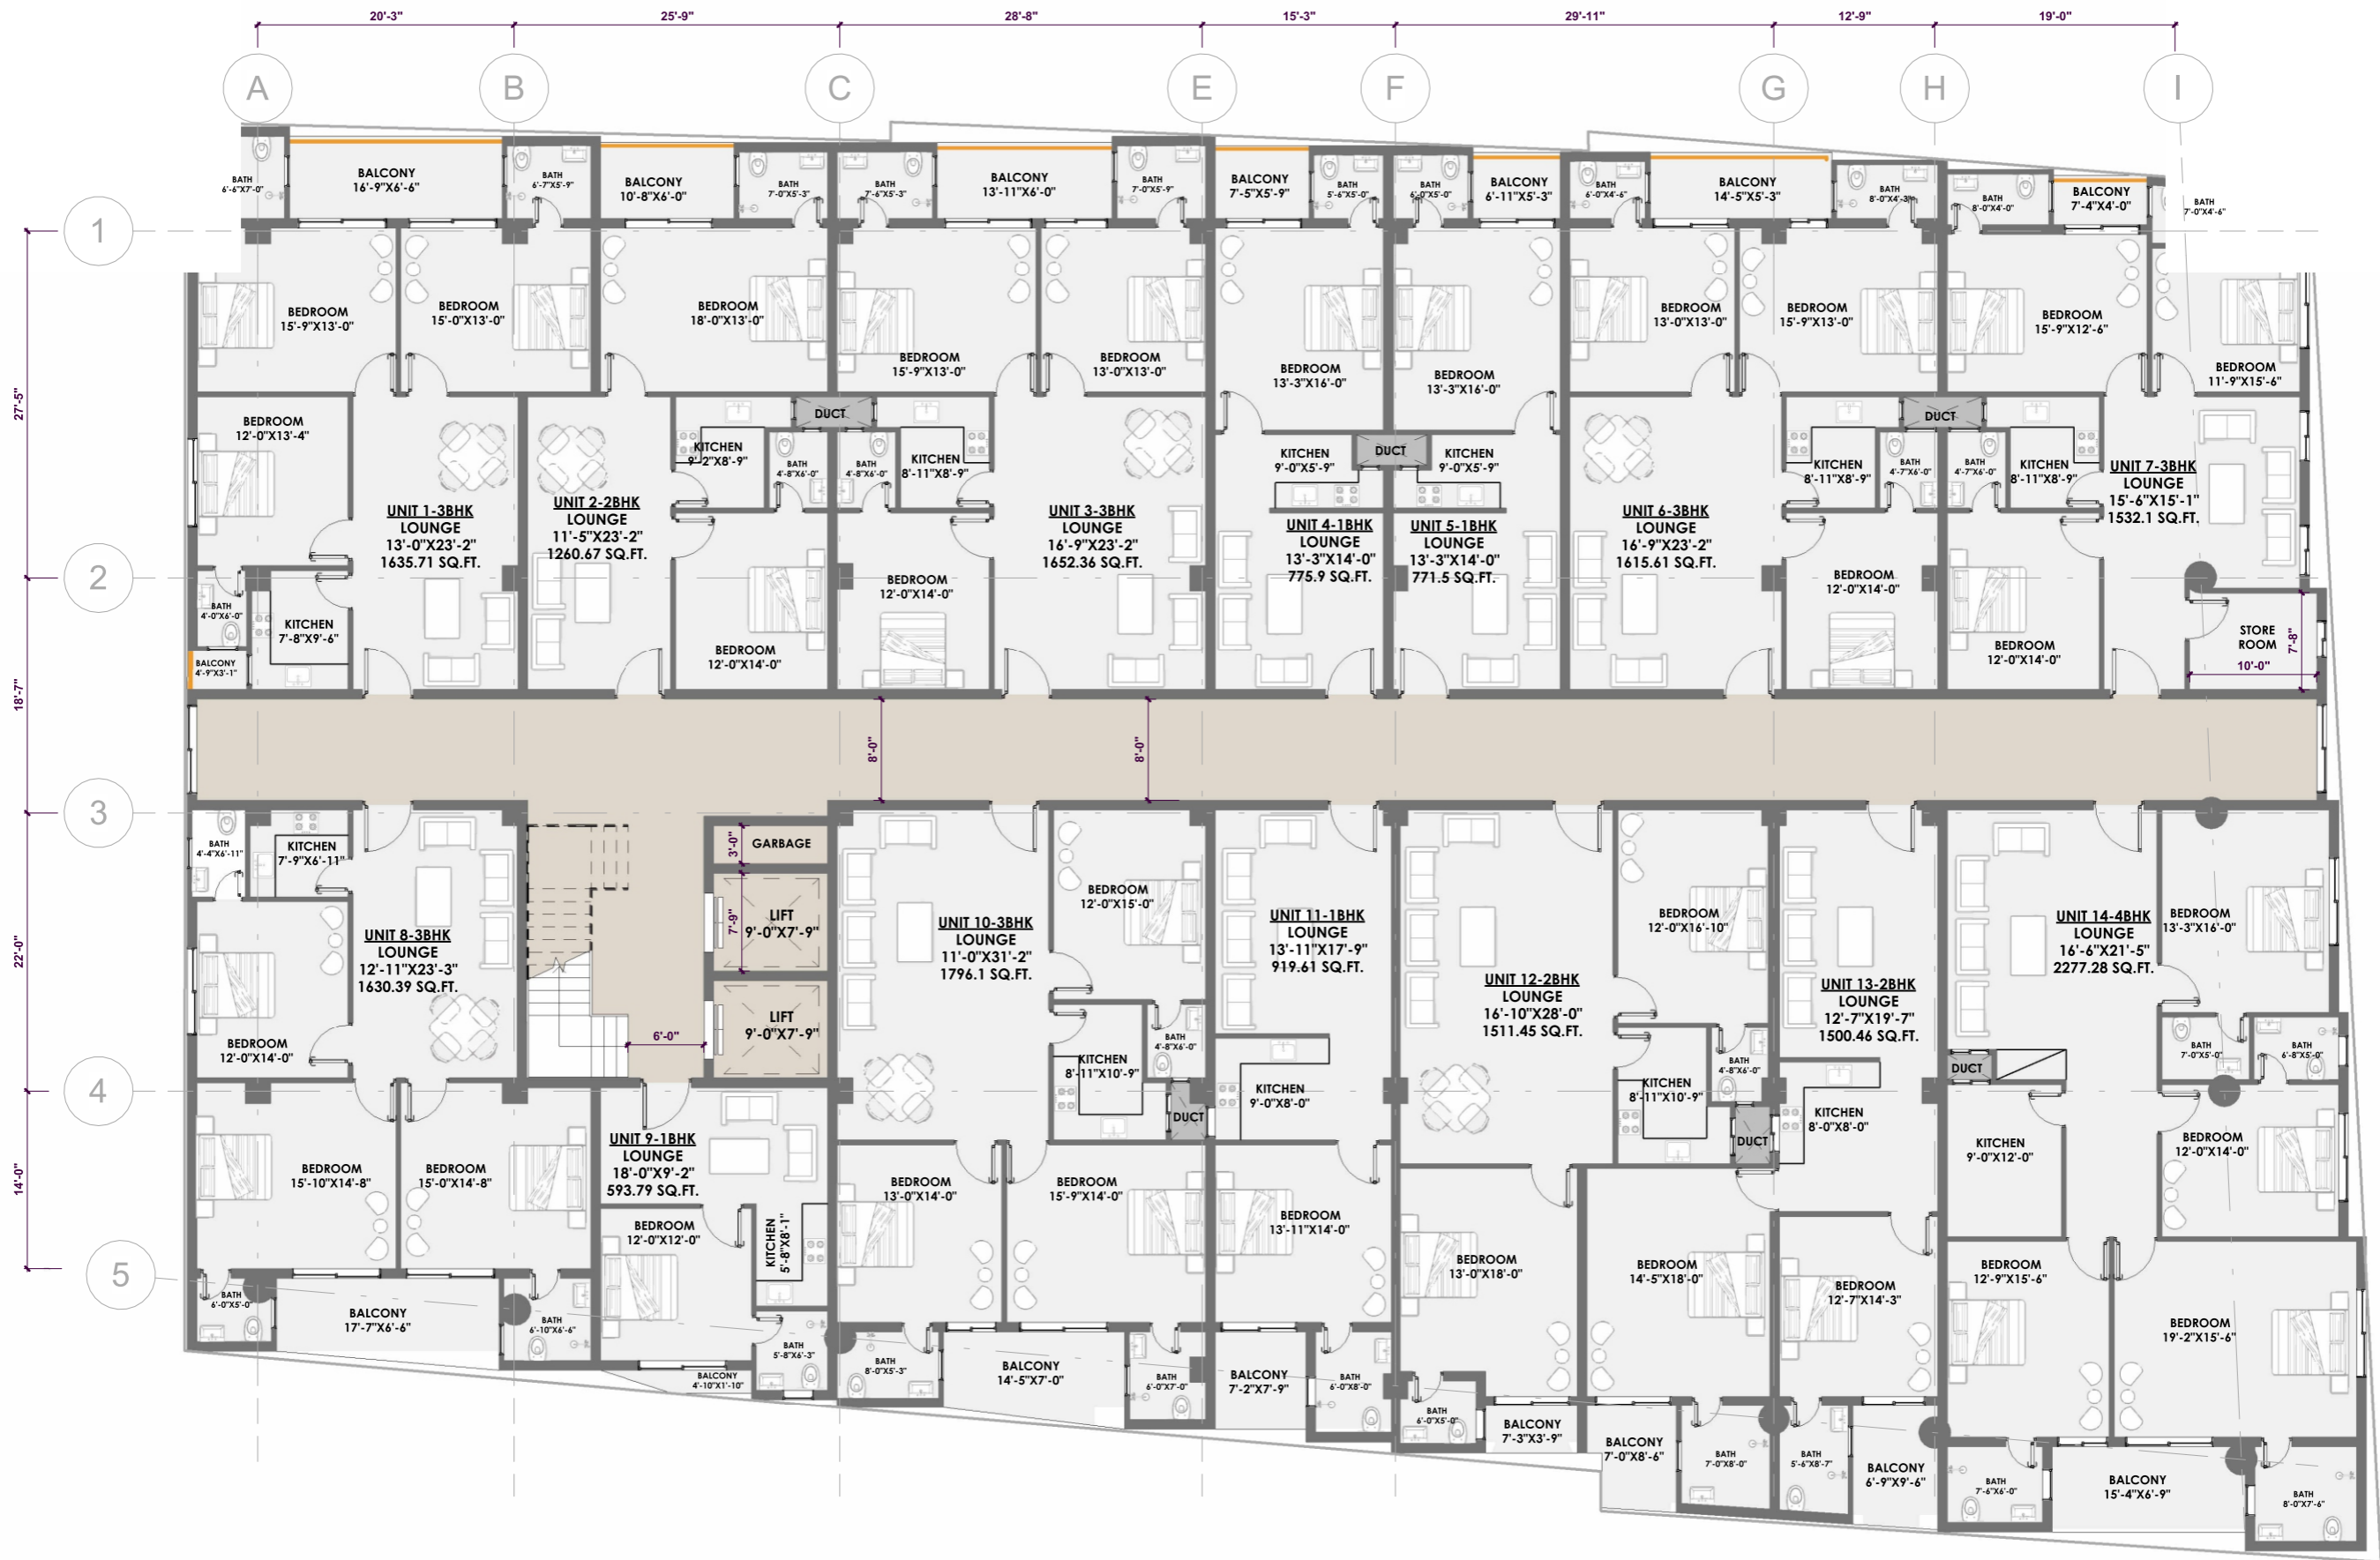 20'-3"
25'-9"
28'-8"
15'-3"
29'-11"
12'-9"
19'-0"
A
B
C
E
F
G
H
I
BATH
6'-6"X7'-0"
BALCONY
16'-9"X6'-6"
BATH
6'-7"X5'-9"
BALCONY
10'-8"X6'-0"
BATH
7'-0"X5'-3"
BATH
7'-6"X5'-3"
BALCONY
13'-11"X6'-0"
BATH
7'-0"X5'-9"
BALCONY
7'-5"X5'-9"
BATH
5'-6"X5'-0"
BATH
6'-0"X5'-0"
BALCONY
6'-11"X5'-3"
BATH
6'-0"X4'-6"
BALCONY
14'-5"X5'-3"
BATH
8'-0"X4'-3"
BATH
8'-0"X4'-0"
BALCONY
7'-4"X4'-0"
BATH
7'-0"X4'-6"
1
BEDROOM
15'-9"X13'-0"
BEDROOM
15'-0"X13'-0"
BEDROOM
18'-0"X13'-0"
BEDROOM
15'-9"X13'-0"
BEDROOM
13'-0"X13'-0"
BEDROOM
13'-3"X16'-0"
BEDROOM
13'-3"X16'-0"
BEDROOM
13'-0"X13'-0"
BEDROOM
15'-9"X13'-0"
BEDROOM
15'-9"X12'-6"
BEDROOM
11'-9"X15'-6"
27'-5"
BEDROOM
12'-0"X13'-4"
UNIT 1-3BHK
LOUNGE
13'-0"X23'-2"
1635.71 SQ.FT.
UNIT 2-2BHK
LOUNGE
11'-5"X23'-2"
1260.67 SQ.FT.
KITCHEN
9'-2"X8'-9"
DUCT
BATH
4'-8"X6'-0"
BATH
4'-8"X6'-0"
KITCHEN
8'-11"X8'-9"
UNIT 3-3BHK
LOUNGE
16'-9"X23'-2"
1652.36 SQ.FT.
KITCHEN
9'-0"X5'-9"
DUCT
KITCHEN
9'-0"X5'-9"
UNIT 4-1BHK
LOUNGE
13'-3"X14'-0"
775.9 SQ.FT.
UNIT 5-1BHK
LOUNGE
13'-3"X14'-0"
771.5 SQ.FT.
UNIT 6-3BHK
LOUNGE
16'-9"X23'-2"
1615.61 SQ.FT.
KITCHEN
8'-11"X8'-9"
DUCT
BATH
4'-7"X6'-0"
BATH
4'-7"X6'-0"
KITCHEN
8'-11"X8'-9"
UNIT 7-3BHK
LOUNGE
15'-6"X15'-1"
1532.1 SQ.FT.
2
BATH
4'-0"X6'-0"
KITCHEN
7'-8"X9'-6"
BALCONY
4'-9"X3'-1"
BEDROOM
12'-0"X14'-0"
BEDROOM
12'-0"X14'-0"
BEDROOM
12'-0"X14'-0"
BEDROOM
12'-0"X14'-0"
STORE
ROOM
7'-8"
10'-0"
18'-7"
8'-0"
8'-0"
3
BATH
4'-4"X6'-11"
KITCHEN
7'-9"X6'-11"
GARBAGE
3'-0"
LIFT
9'-0"X7'-9"
7'-9"
LIFT
9'-0"X7'-9"
6'-0"
22'-0"
UNIT 8-3BHK
LOUNGE
12'-11"X23'-3"
1630.39 SQ.FT.
BEDROOM
12'-0"X14'-0"
UNIT 10-3BHK
LOUNGE
11'-0"X31'-2"
1796.1 SQ.FT.
BEDROOM
12'-0"X15'-0"
UNIT 11-1BHK
LOUNGE
13'-11"X17'-9"
919.61 SQ.FT.
UNIT 12-2BHK
LOUNGE
16'-10"X28'-0"
1511.45 SQ.FT.
BEDROOM
12'-0"X16'-10"
UNIT 13-2BHK
LOUNGE
12'-7"X19'-7"
1500.46 SQ.FT.
UNIT 14-4BHK
LOUNGE
16'-6"X21'-5"
2277.28 SQ.FT.
BEDROOM
13'-3"X16'-0"
KITCHEN
8'-11"X10'-9"
BATH
4'-8"X6'-0"
DUCT
KITCHEN
9'-0"X8'-0"
KITCHEN
8'-11"X10'-9"
BATH
4'-8"X6'-0"
DUCT
KITCHEN
8'-0"X8'-0"
DUCT
BATH
7'-0"X5'-0"
BATH
6'-8"X5'-0"
4
UNIT 9-1BHK
LOUNGE
18'-0"X9'-2"
593.79 SQ.FT.
KITCHEN
9'-0"X12'-0"
BEDROOM
12'-0"X14'-0"
14'-0"
BEDROOM
15'-10"X14'-8"
BEDROOM
15'-0"X14'-8"
BEDROOM
12'-0"X12'-0"
KITCHEN
5'-8"X8'-1"
BEDROOM
13'-0"X14'-0"
BEDROOM
15'-9"X14'-0"
BEDROOM
13'-11"X14'-0"
BEDROOM
13'-0"X18'-0"
BEDROOM
14'-5"X18'-0"
BEDROOM
12'-7"X14'-3"
BEDROOM
12'-9"X15'-6"
BEDROOM
19'-2"X15'-6"
5
BATH
6'-0"X5'-0"
BALCONY
17'-7"X6'-6"
BATH
6'-10"X6'-6"
BALCONY
4'-10"X1'-10"
BATH
5'-8"X6'-3"
BATH
8'-0"X5'-3"
BALCONY
14'-5"X7'-0"
BATH
6'-0"X7'-0"
BALCONY
7'-2"X7'-9"
BATH
6'-0"X8'-0"
BATH
6'-0"X5'-0"
BALCONY
7'-3"X3'-9"
BALCONY
7'-0"X8'-6"
BATH
7'-0"X8'-0"
BATH
5'-6"X8'-7"
BALCONY
6'-9"X9'-6"
BATH
7'-6"X6'-0"
BALCONY
15'-4"X6'-9"
BATH
8'-0"X7'-6"